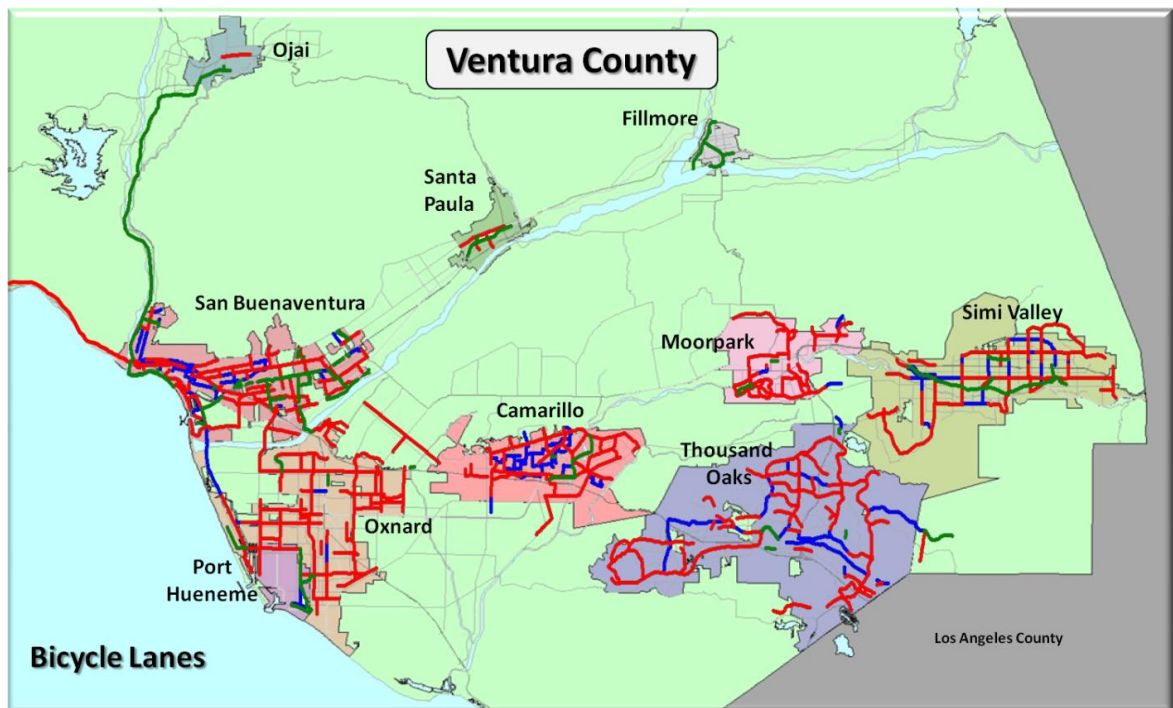 Ventura County
Ojai
Fillmore
Santa
Paula
San Buenaventura
Simi Valley
Moorpark
Camarillo
Thousand
Oaks
Oxnard
Port
Hueneme
Los Angeles County
Bicycle Lanes